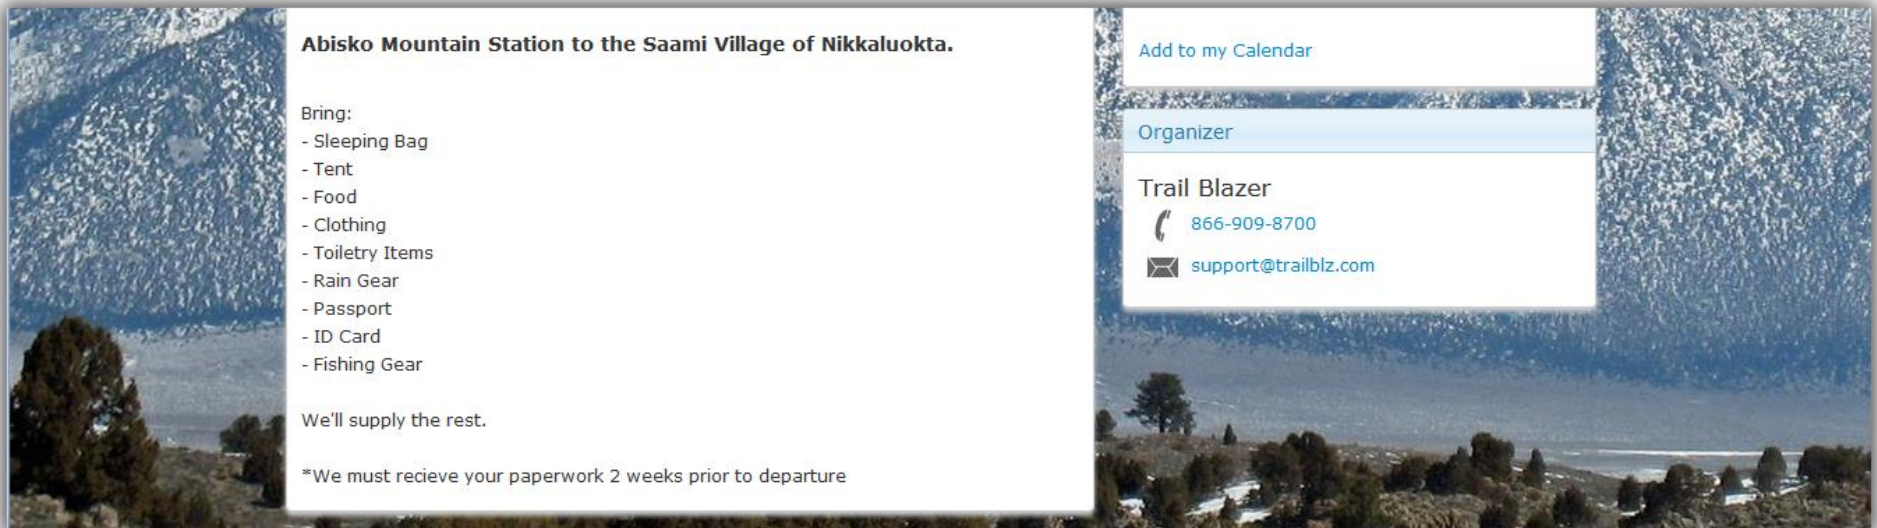 Abisko Mountain Station to the Saami Village of Nikkaluokta.
Bring:
- Sleeping Bag
- Tent
- Food
- Clothing
- Toiletry Items
- Rain Gear
- Passport
- ID Card
- Fishing Gear
We'll supply the rest.
*We must recieve your paperwork 2 weeks prior to departure
Add to my Calendar
Organizer
Trail Blazer
866-909-8700
support@trailblz.com